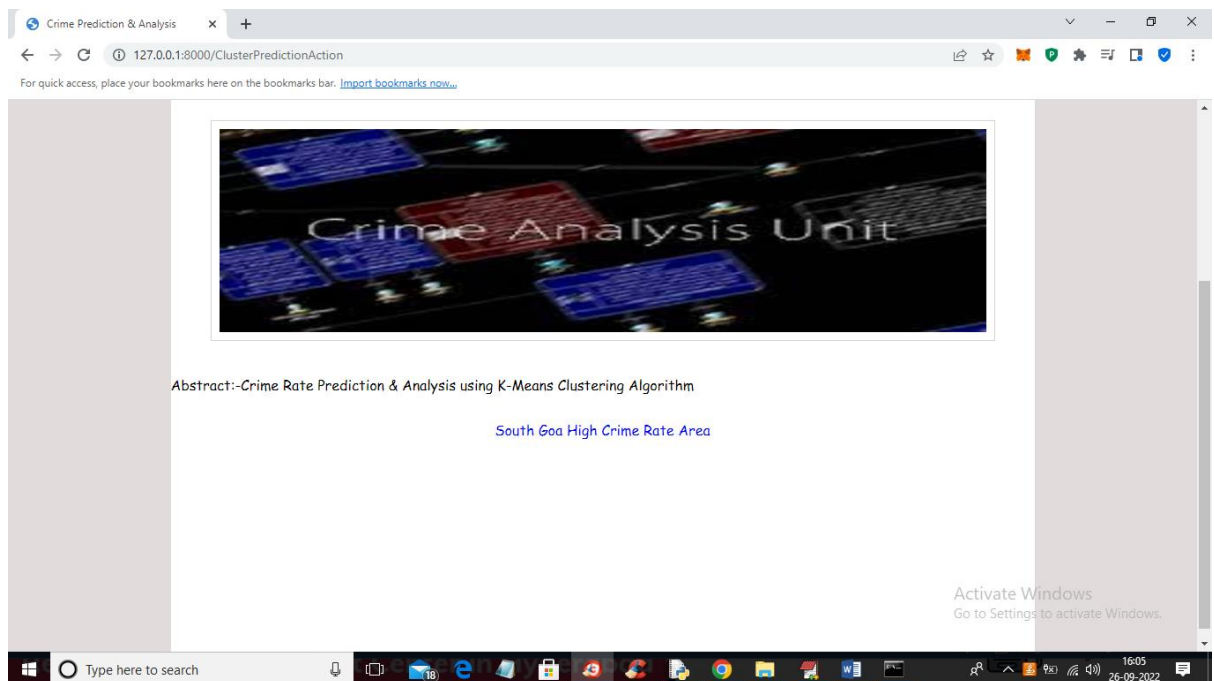 Crime Prediction & Analysis
127.0.0.1:8000/ClusterPredictionAction
For quick access, place your bookmarks here on the bookmarks bar. Import bookmarks now...
Crime Analysis Unit
Abstract:-Crime Rate Prediction & Analysis using K-Means Clustering Algorithm
South Goa High Crime Rate Area
Activate Windows
Go to Settings to activate Windows.
Type here to search
18
16:05
26-09-2022